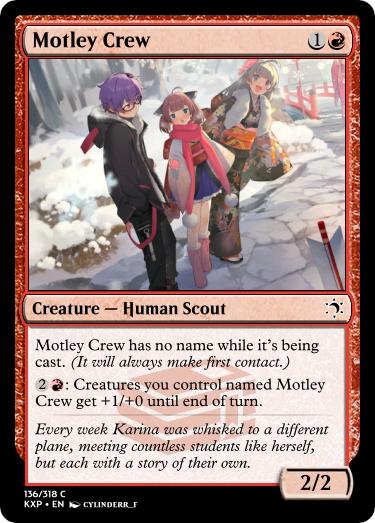 Motley Crew 1
Creature — Human Scout
Motley Crew has no name while it's being
cast. (It will always make first contact.)
2 : Creatures you control named Motley
Crew get +1/+0 until end of turn.
Every week Karina was whisked to a different
plane, meeting countless students like herself,
but each with a story of their own.
2/2
136/318 C
KXP • EN CYLINDERR_F